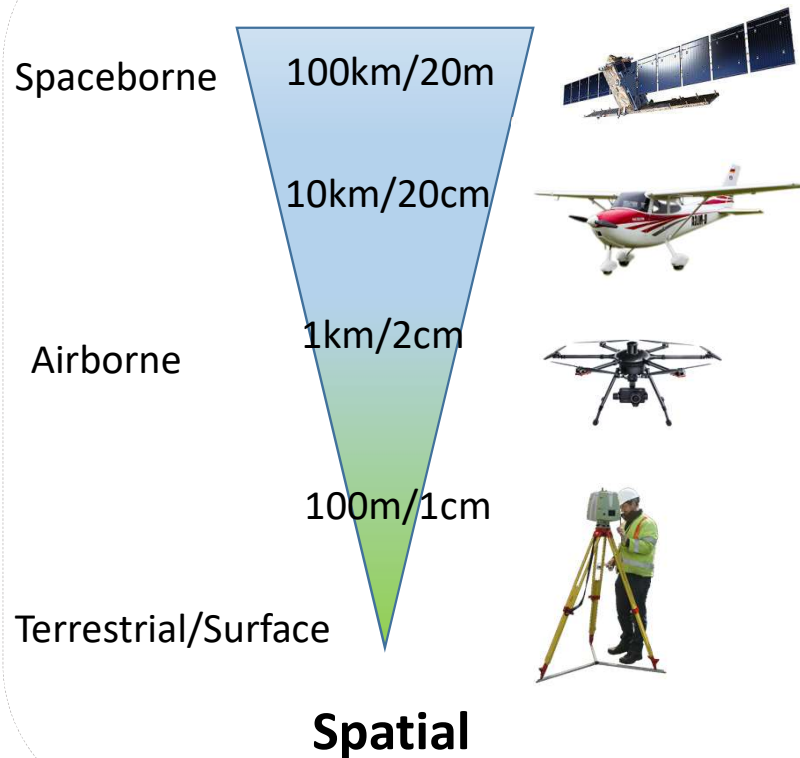 Spaceborne
100km/20m
10km/20cm
1km/2cm
Airborne
100m/1cm
Terrestrial/Surface
Spatial